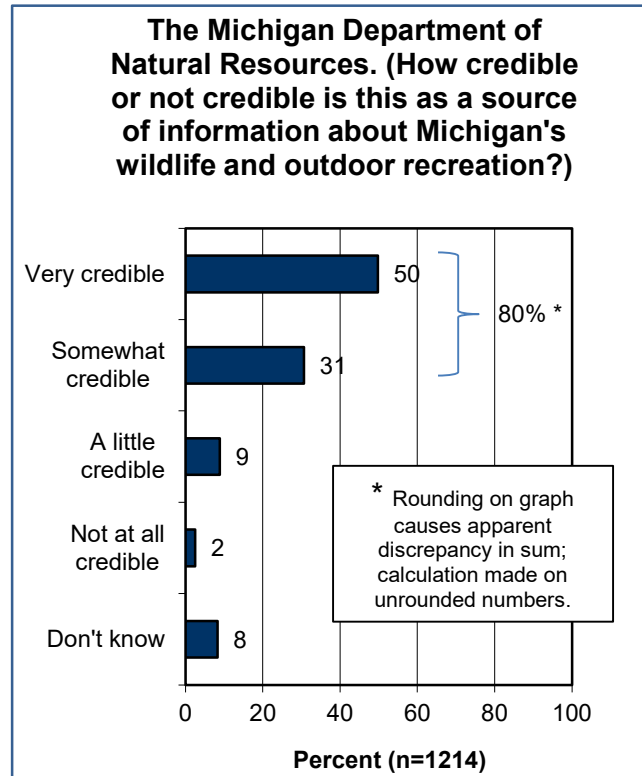 The Michigan Department of
Natural Resources. (How credible
or not credible is this as a source
of information about Michigan's
wildlife and outdoor recreation?)
Very credible
50
80% *
Somewhat
credible
31
A little
credible
9
* Rounding on graph
causes apparent
discrepancy in sum;
calculation made on
unrounded numbers.
Not at all
credible
2
Don't know
8
0 20 40 60 80 100
Percent (n=1214)